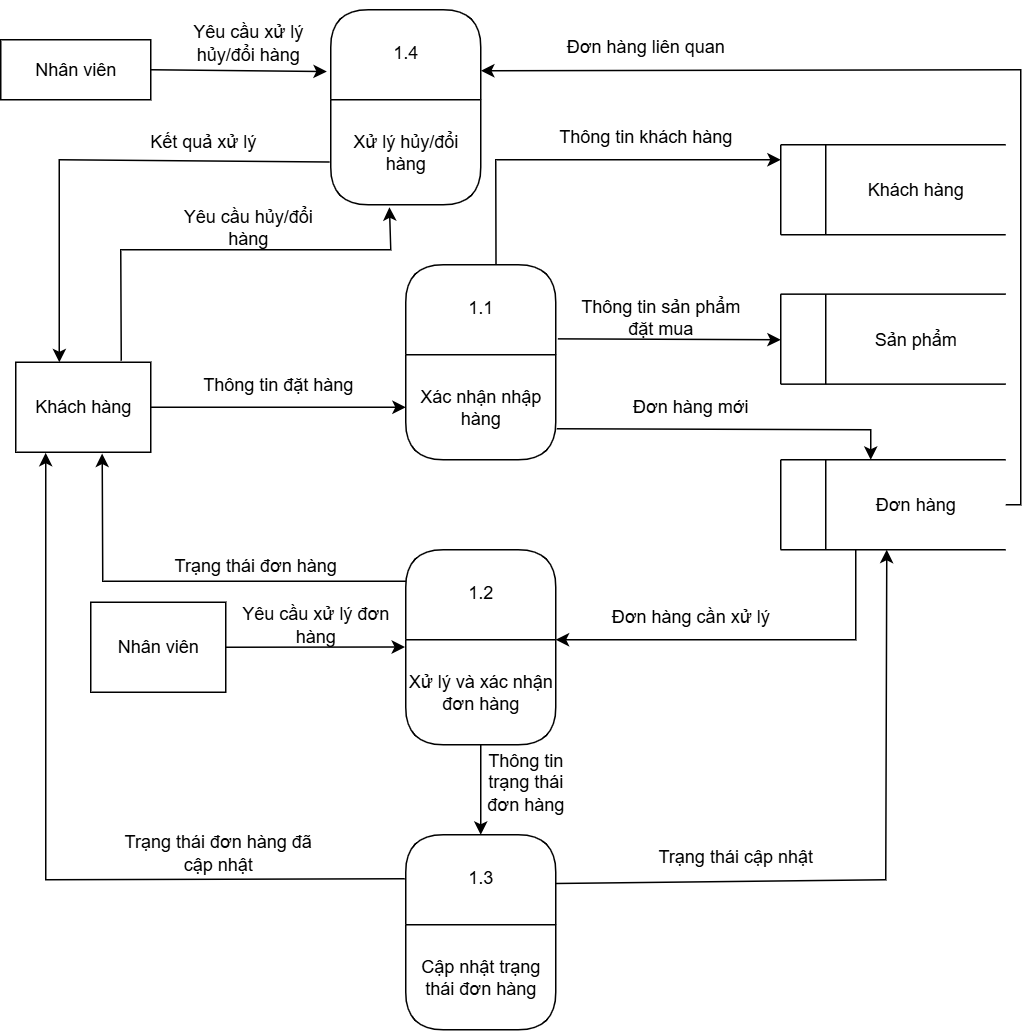 Yêu cầu xử lý
hủy/đổi hàng
Nhân viên
1.4
Đơn hàng liên quan
Kết quả xử lý
Xử lý hủy/đổi
hàng
Thông tin khách hàng
Khách hàng
Yêu cầu hủy/đổi
hàng
1.1
Thông tin sản phẩm
đặt mua
Sản phẩm
Thông tin đặt hàng
Khách hàng
Xác nhận nhập
hàng
Đơn hàng mới
Đơn hàng
Trạng thái đơn hàng
1.2
Yêu cầu xử lý đơn
hàng
Nhân viên
Đơn hàng cần xử lý
Xử lý và xác nhận
đơn hàng
Thông tin
trạng thái
đơn hàng
Trạng thái đơn hàng đã
cập nhật
1.3
Trạng thái cập nhật
Cập nhật trạng
thái đơn hàng